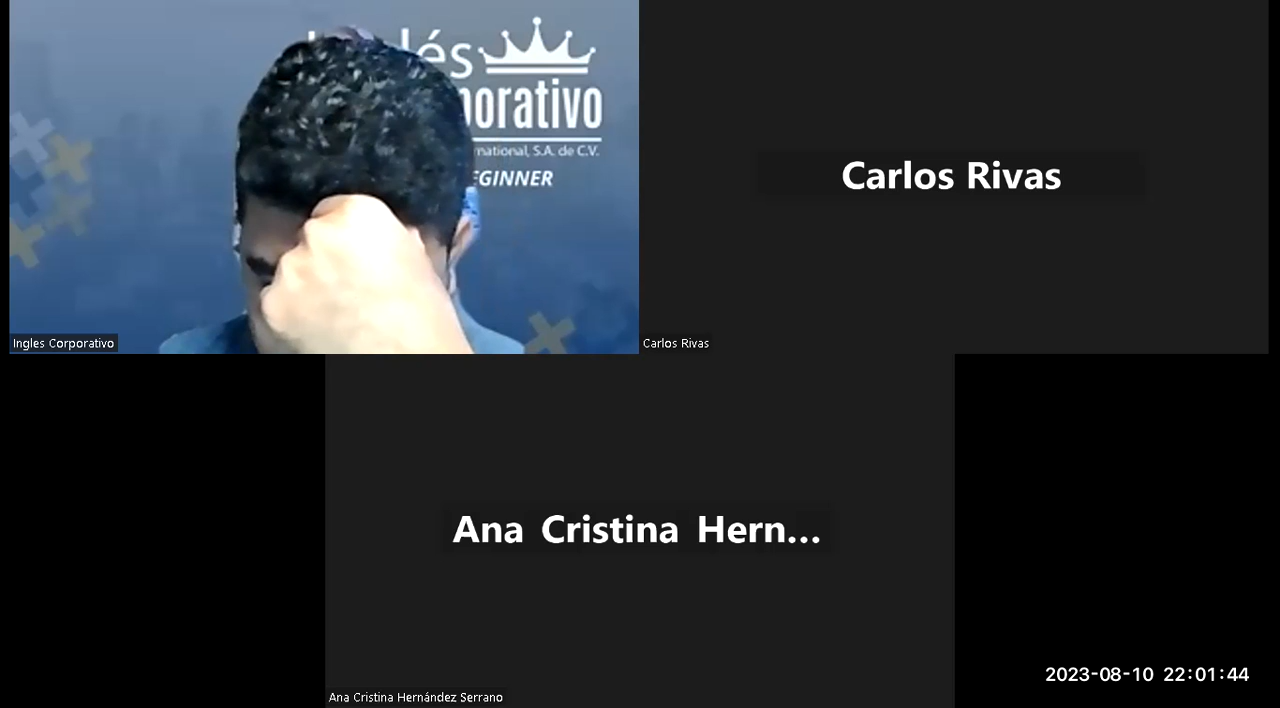 lés
orativo
national, S.A. de C.V.
EGINNER
Ingles Corporativo
Carlos Rivas
Carlos Rivas
Ana Cristina Hern...
Ana Cristina Hernández Serrano
2023-08-10 22:01:44